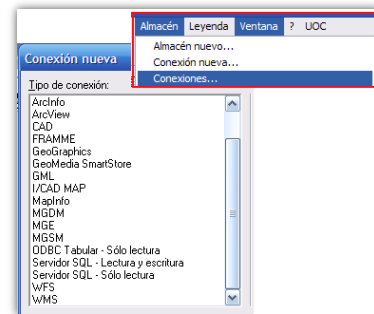 Almacén Leyenda Ventana ? UOC
Almacén nuevo...
Conexión nueva...
Conexiones...
Conexión nueva
Tipo de conexión:
ArcInfo
ArcView
CAD
FRAMME
GeoGraphics
GeoMedia SmartStore
GML
I/CAD MAP
MapInfo
MGDM
MGE
MGSM
ODBC Tabular - Sólo lectura
Servidor SQL - Lectura y escritura
Servidor SQL - Sólo lectura
WFS
WMS